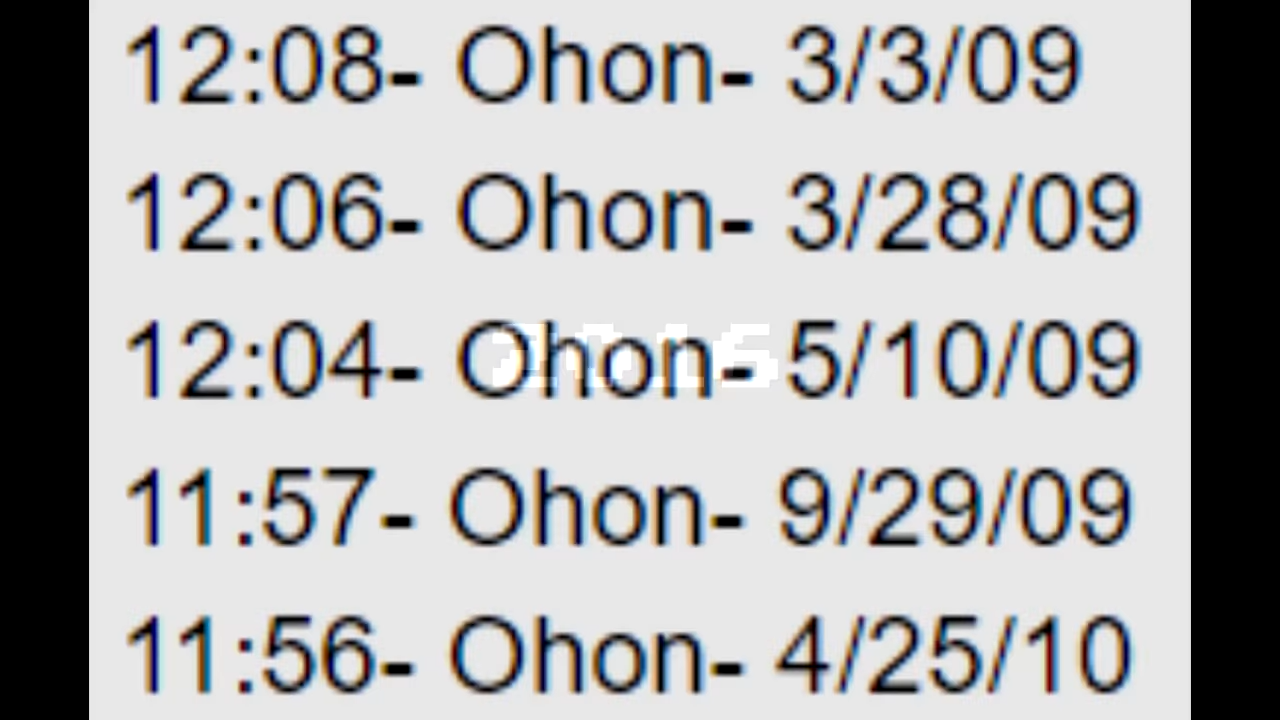 12:08- Ohon- 3/3/09
12:06- Ohon- 3/28/09
12:04- Ohon- 5/10/09
2016
11:57- Ohon- 9/29/09
11:56- Ohon- 4/25/10